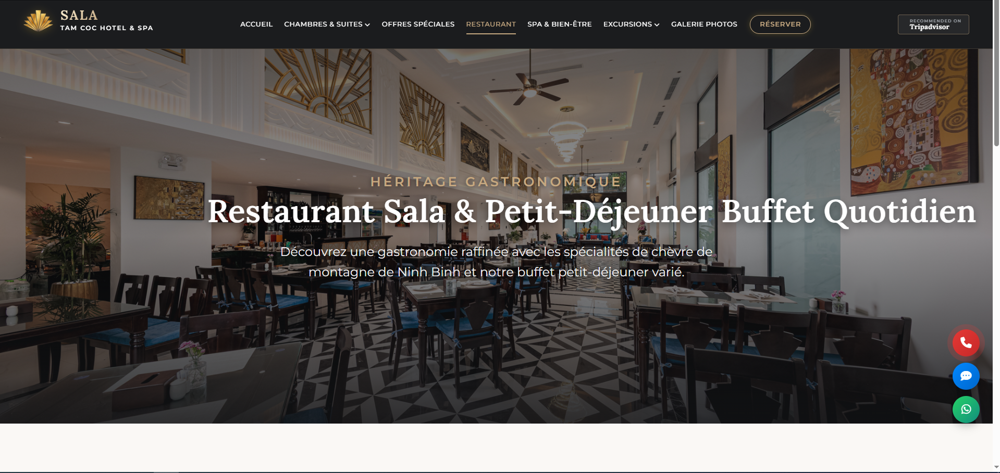 SALA
TAM COC HOTEL & SPA
ACCUEIL
CHAMBRES & SUITES
OFFRES SPÉCIALES
RESTAURANT
SPA & BIEN-ÊTRE
EXCURSIONS
GALERIE PHOTOS
RÉSERVER
RECOMMENDED ON
Tripadvisor
HÉRITAGE GASTRONOMIQUE
Restaurant Sala & Petit-Déjeuner Buffet Quotidien
Découvrez une gastronomie raffinée avec les spécialités de chèvre de
montagne de Ninh Binh et notre buffet petit-déjeuner varié.
SALA